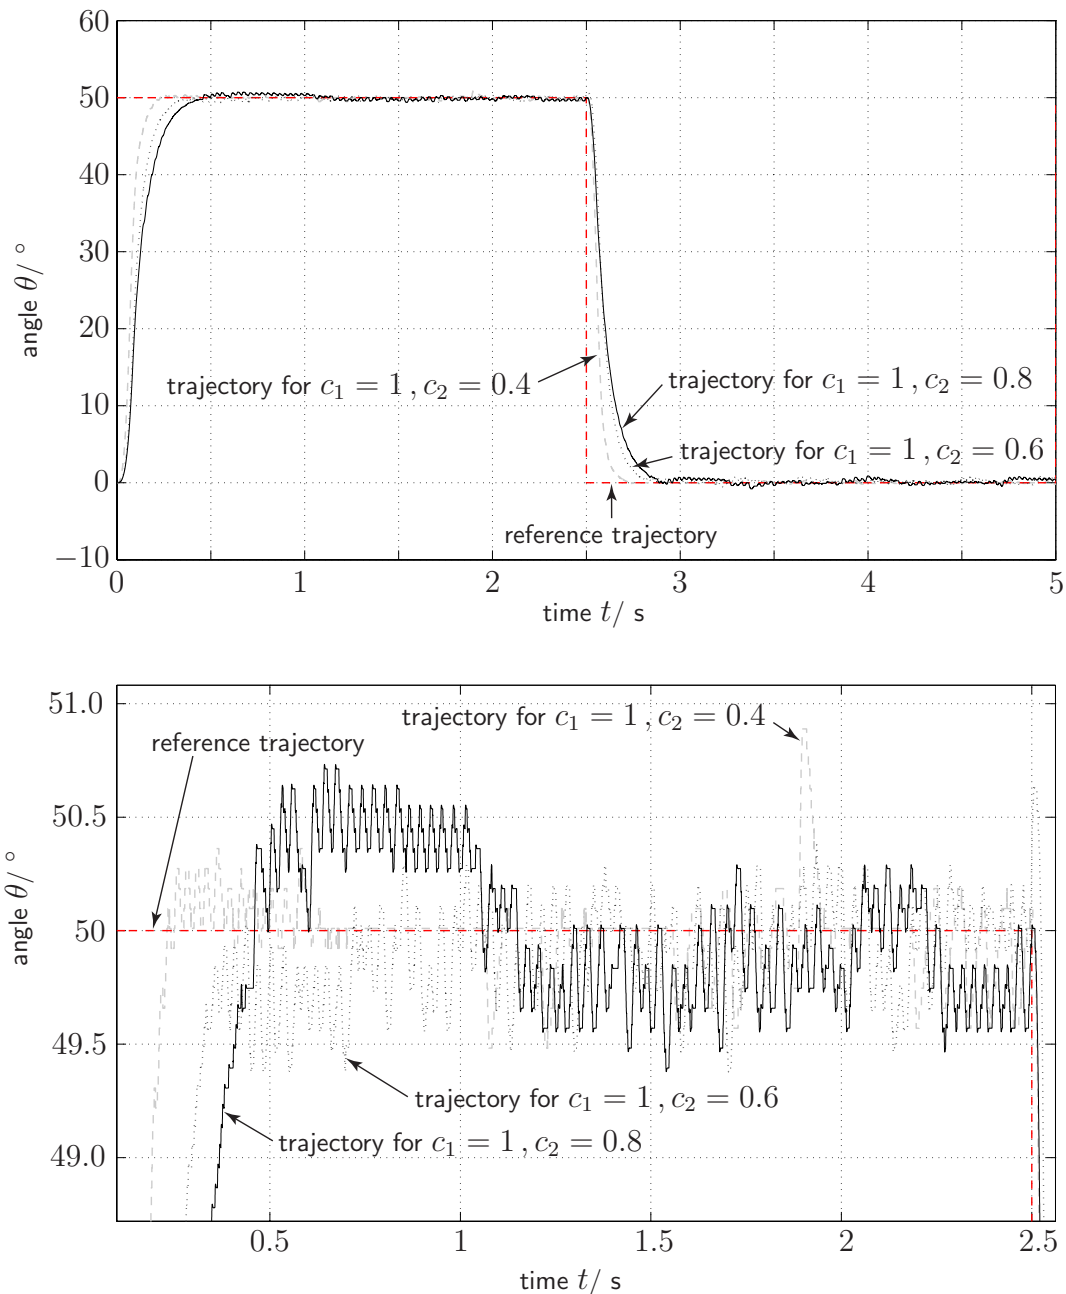 60
50
40
30
20
10
0
−10
angle θ/ °
trajectory for c₁ = 1 , c₂ = 0.4
trajectory for c₁ = 1 , c₂ = 0.8
trajectory for c₁ = 1 , c₂ = 0.6
reference trajectory
0 1 2 3 4 5
time t/ s
51.0
50.5
50
49.5
49.0
angle θ/ °
trajectory for c₁ = 1 , c₂ = 0.4
reference trajectory
trajectory for c₁ = 1 , c₂ = 0.6
trajectory for c₁ = 1 , c₂ = 0.8
0.5 1 1.5 2 2.5
time t/ s